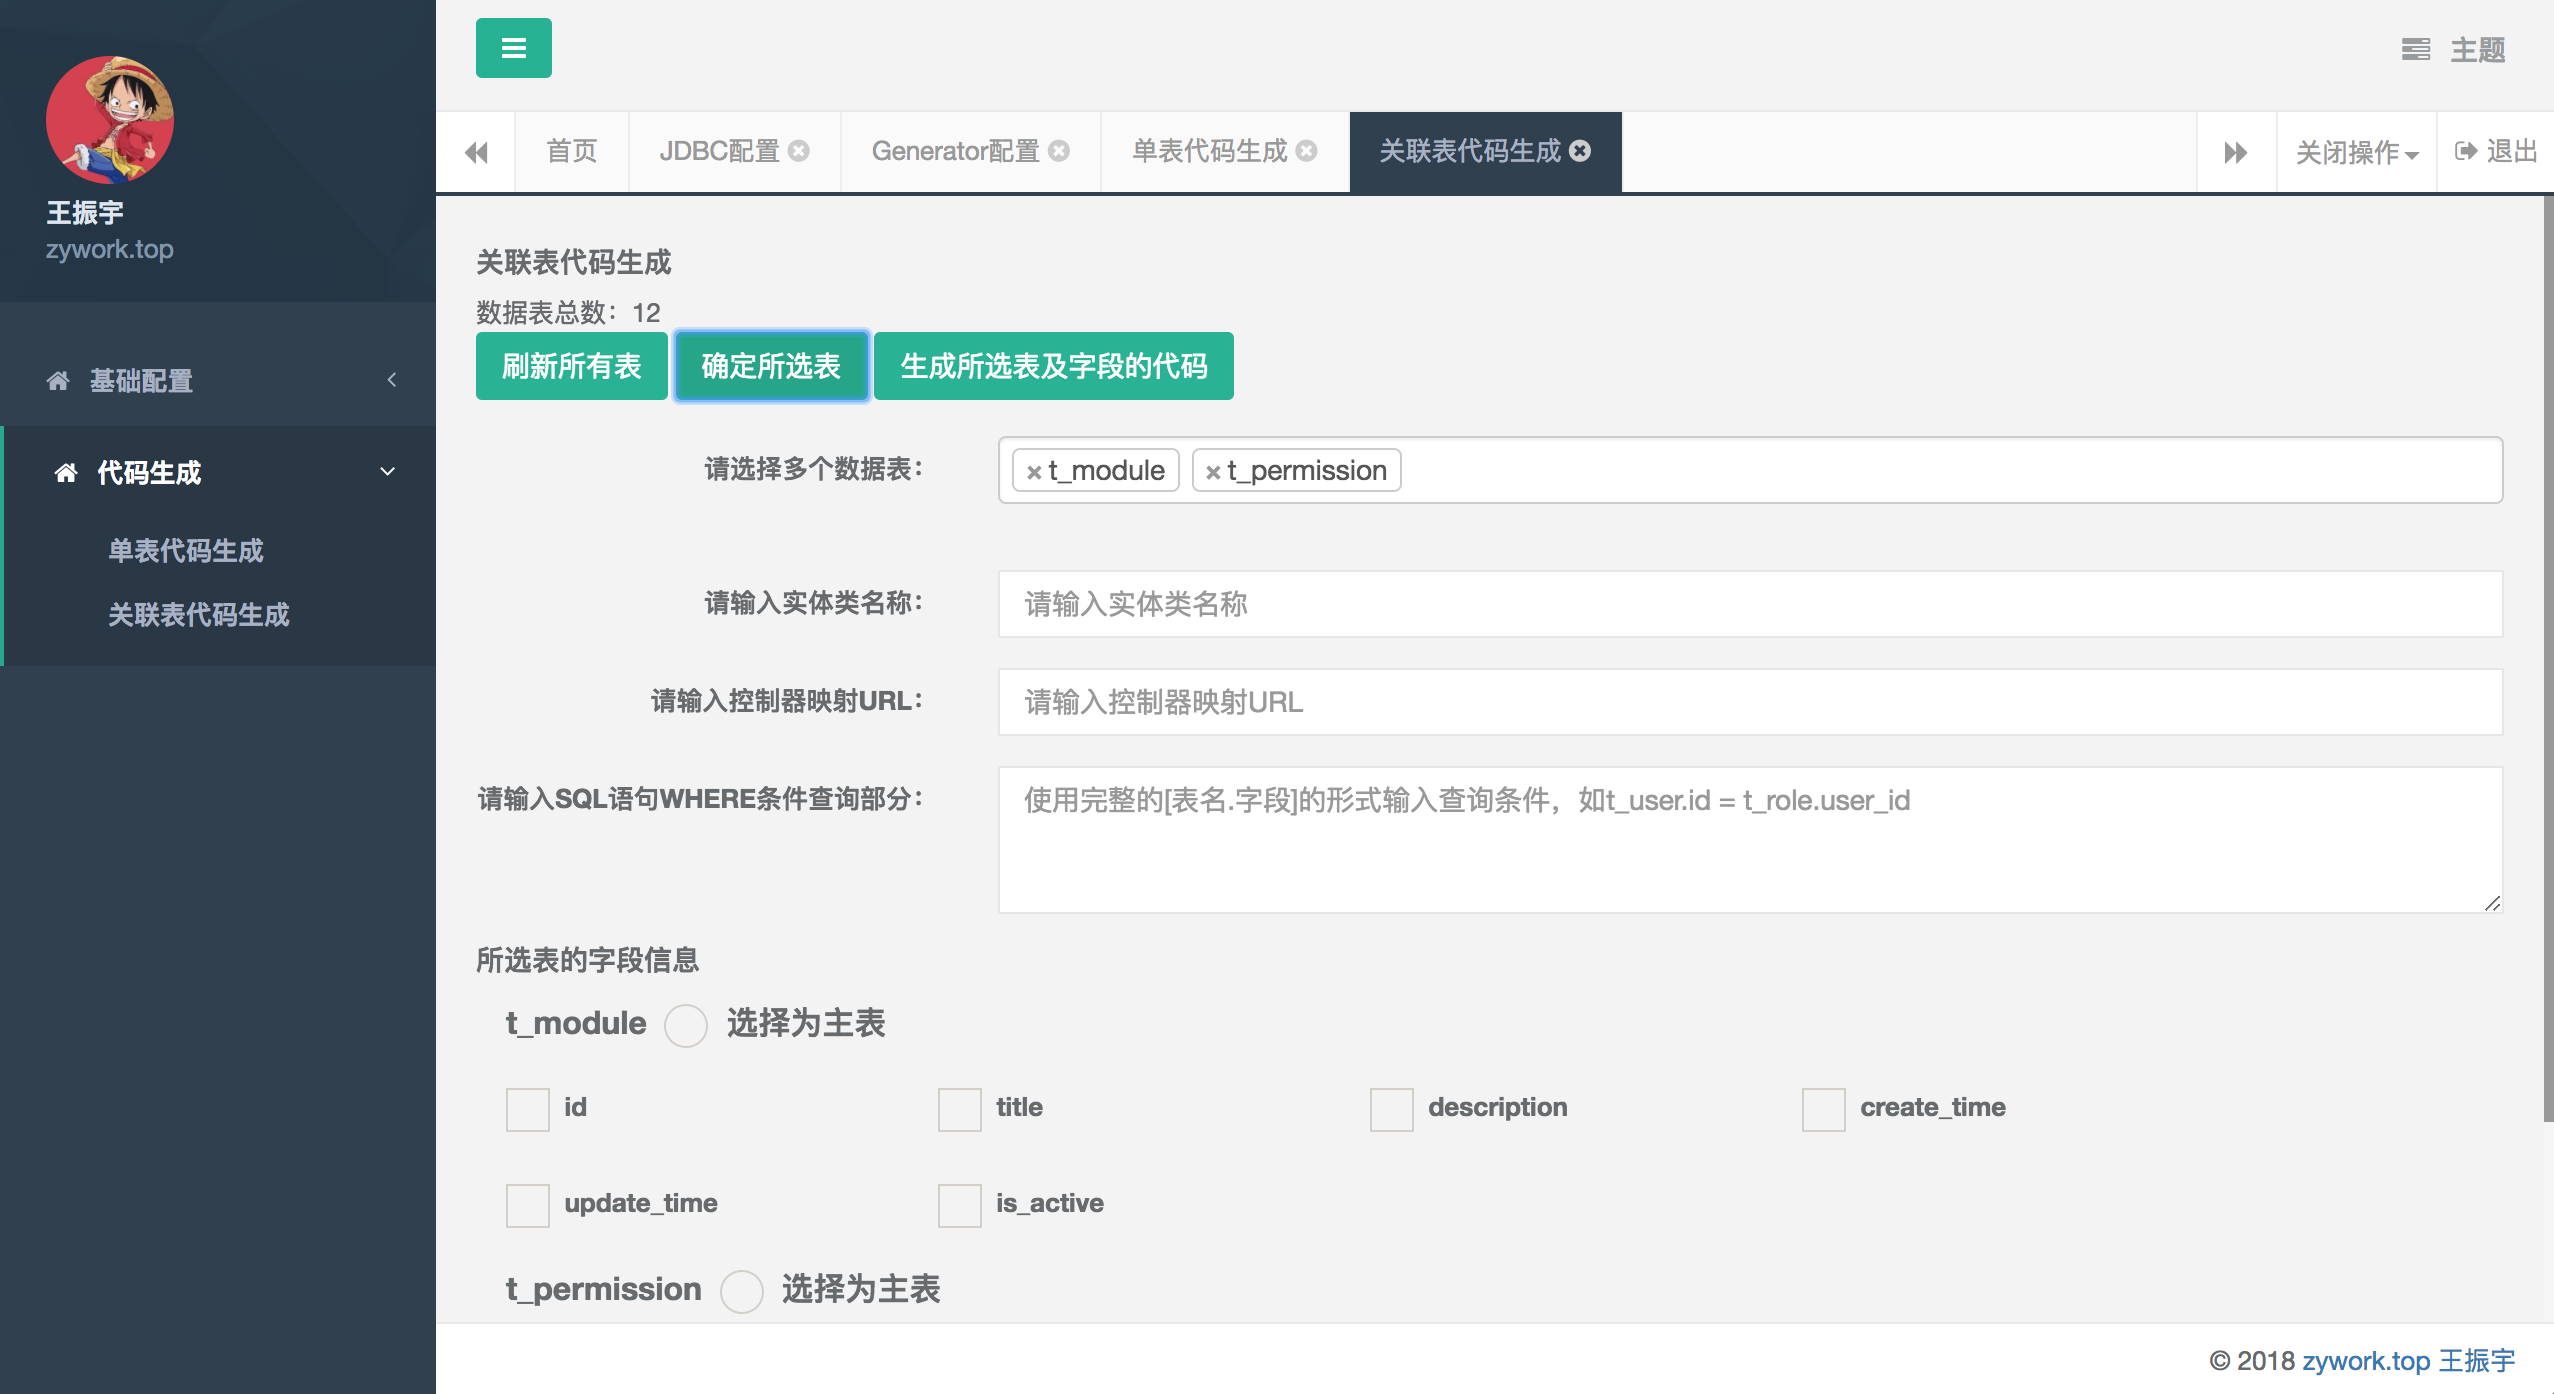 王振宇
zywork.top
基础配置
代码生成
单表代码生成
关联表代码生成
主题
首页 JDBC配置 Generator配置 单表代码生成 关联表代码生成 关闭操作 退出
关联表代码生成
数据表总数：12
刷新所有表 确定所选表 生成所选表及字段的代码
请选择多个数据表： ×t_module ×t_permission
请输入实体类名称： 请输入实体类名称
请输入控制器映射URL： 请输入控制器映射URL
请输入SQL语句WHERE条件查询部分： 使用完整的[表名.字段]的形式输入查询条件，如t_user.id = t_role.user_id
所选表的字段信息
t_module 选择为主表
id title description create_time
update_time is_active
t_permission 选择为主表
© 2018 zywork.top 王振宇